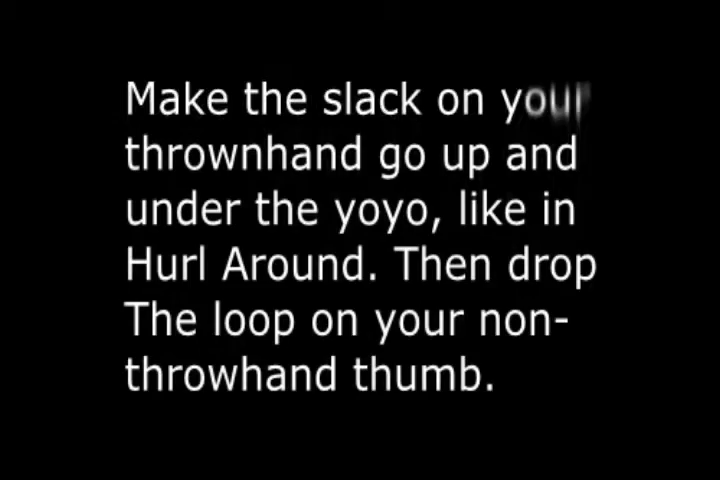 Make the slack on your
thrownhand go up and
under the yoyo, like in
Hurl Around. Then drop
The loop on your non-
throwhand thumb.